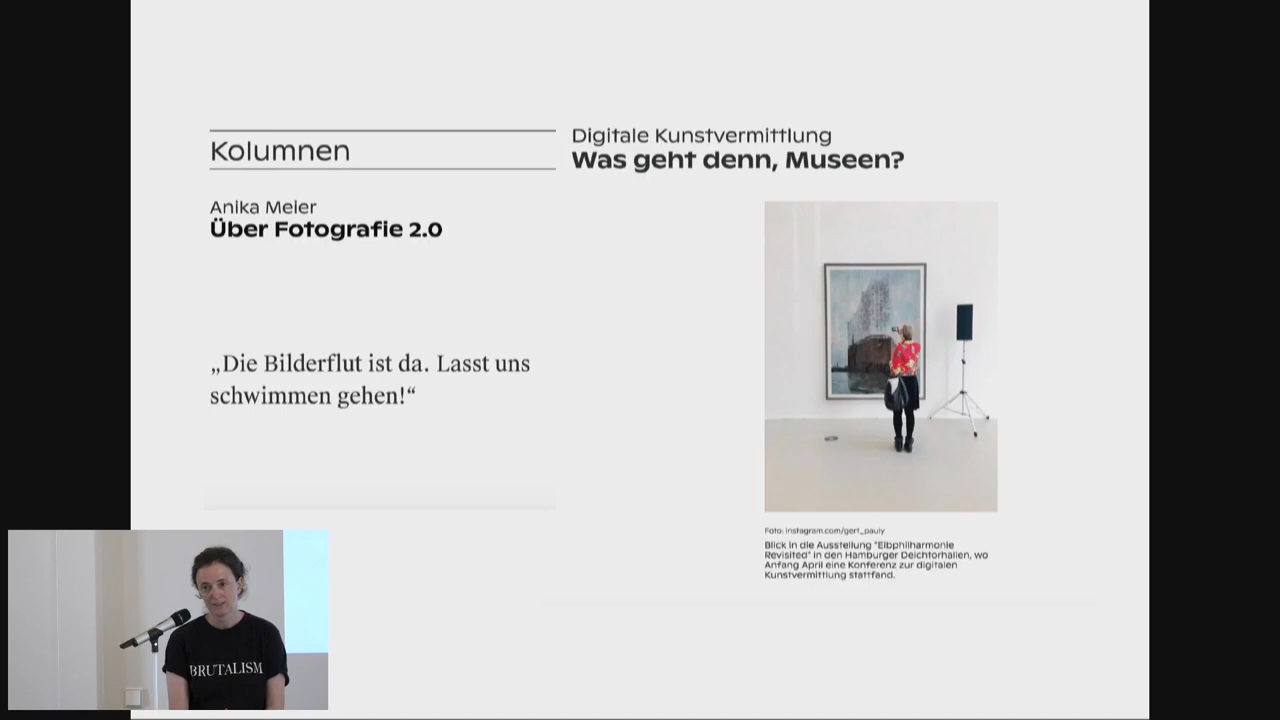 Kolumnen
Anika Meier
Über Fotografie 2.0
„Die Bilderflut ist da. Lasst uns
schwimmen gehen!“
Digitale Kunstvermittlung
Was geht denn, Museen?
Foto: instagram.com/gert_pauly
Blick in die Ausstellung "Elbphilharmonie
Revisited" in den Hamburger Deichtorhallen, wo
Anfang April eine Konferenz zur digitalen
Kunstvermittlung stattfand.
BRUTALISM